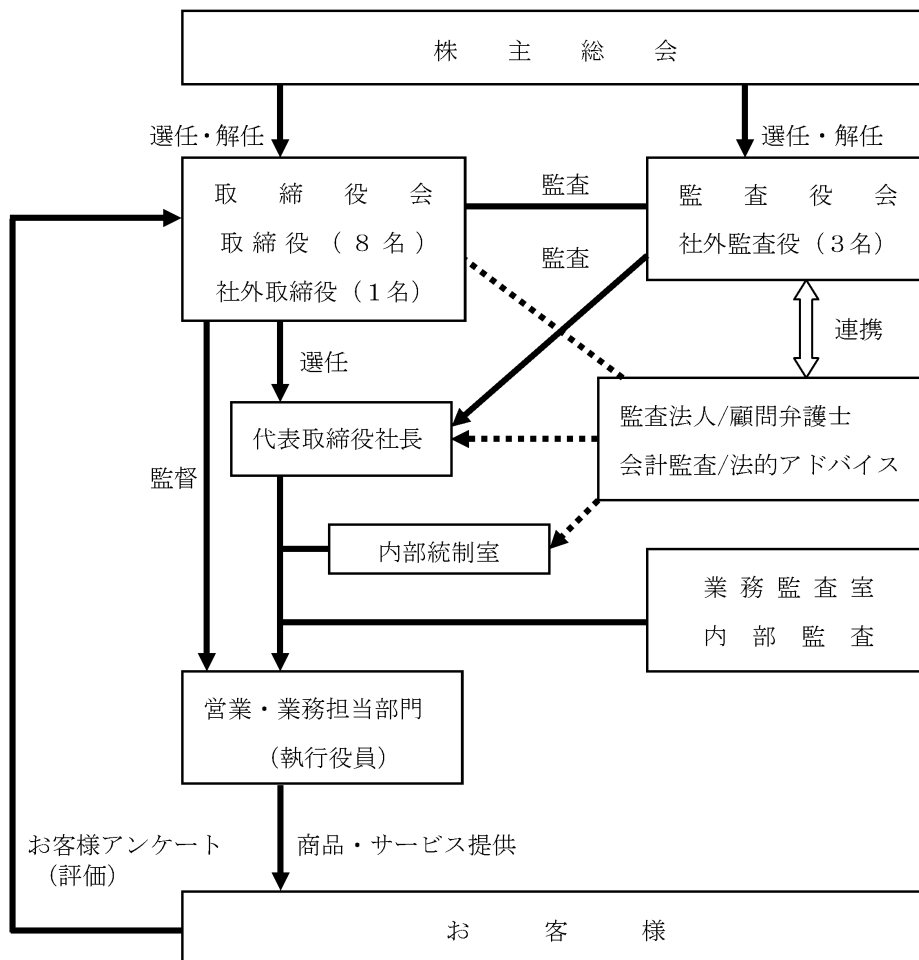 株主総会
選任・解任
選任・解任
取締役会
取締役（８名）
社外取締役（１名）
監査
監査
監査役会
社外監査役（３名）
連携
選任
代表取締役社長
監査法人/顧問弁護士
会計監査/法的アドバイス
監督
内部統制室
業務監査室
内部監査
営業・業務担当部門
（執行役員）
お客様アンケート
（評価）
商品・サービス提供
お客様